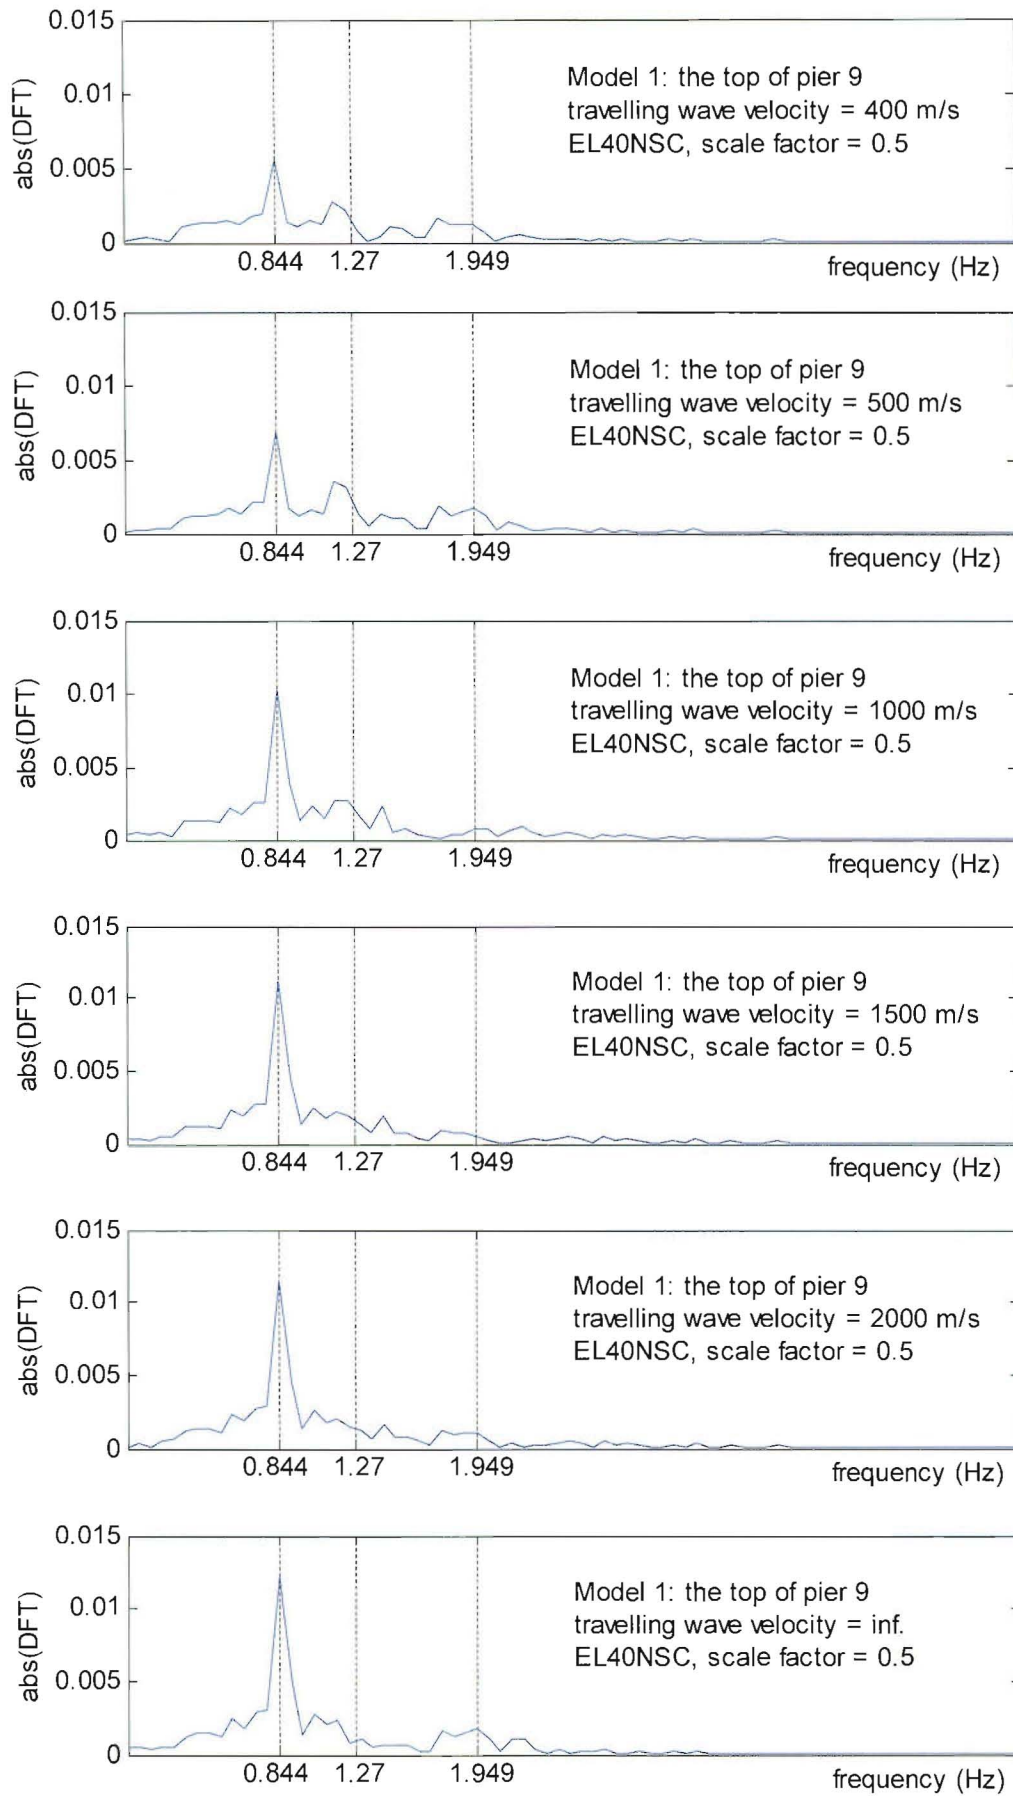 0.015
0.01
0.005
0
abs(DFT)
Model 1: the top of pier 9
travelling wave velocity = 400 m/s
EL40NSC, scale factor = 0.5
0.844 1.27 1.949 frequency (Hz)
0.015
0.01
0.005
0
abs(DFT)
Model 1: the top of pier 9
travelling wave velocity = 500 m/s
EL40NSC, scale factor = 0.5
0.844 1.27 1.949 frequency (Hz)
0.015
0.01
0.005
0
abs(DFT)
Model 1: the top of pier 9
travelling wave velocity = 1000 m/s
EL40NSC, scale factor = 0.5
0.844 1.27 1.949 frequency (Hz)
0.015
0.01
0.005
0
abs(DFT)
Model 1: the top of pier 9
travelling wave velocity = 1500 m/s
EL40NSC, scale factor = 0.5
0.844 1.27 1.949 frequency (Hz)
0.015
0.01
0.005
0
abs(DFT)
Model 1: the top of pier 9
travelling wave velocity = 2000 m/s
EL40NSC, scale factor = 0.5
0.844 1.27 1.949 frequency (Hz)
0.015
0.01
0.005
0
abs(DFT)
Model 1: the top of pier 9
travelling wave velocity = inf.
EL40NSC, scale factor = 0.5
0.844 1.27 1.949 frequency (Hz)